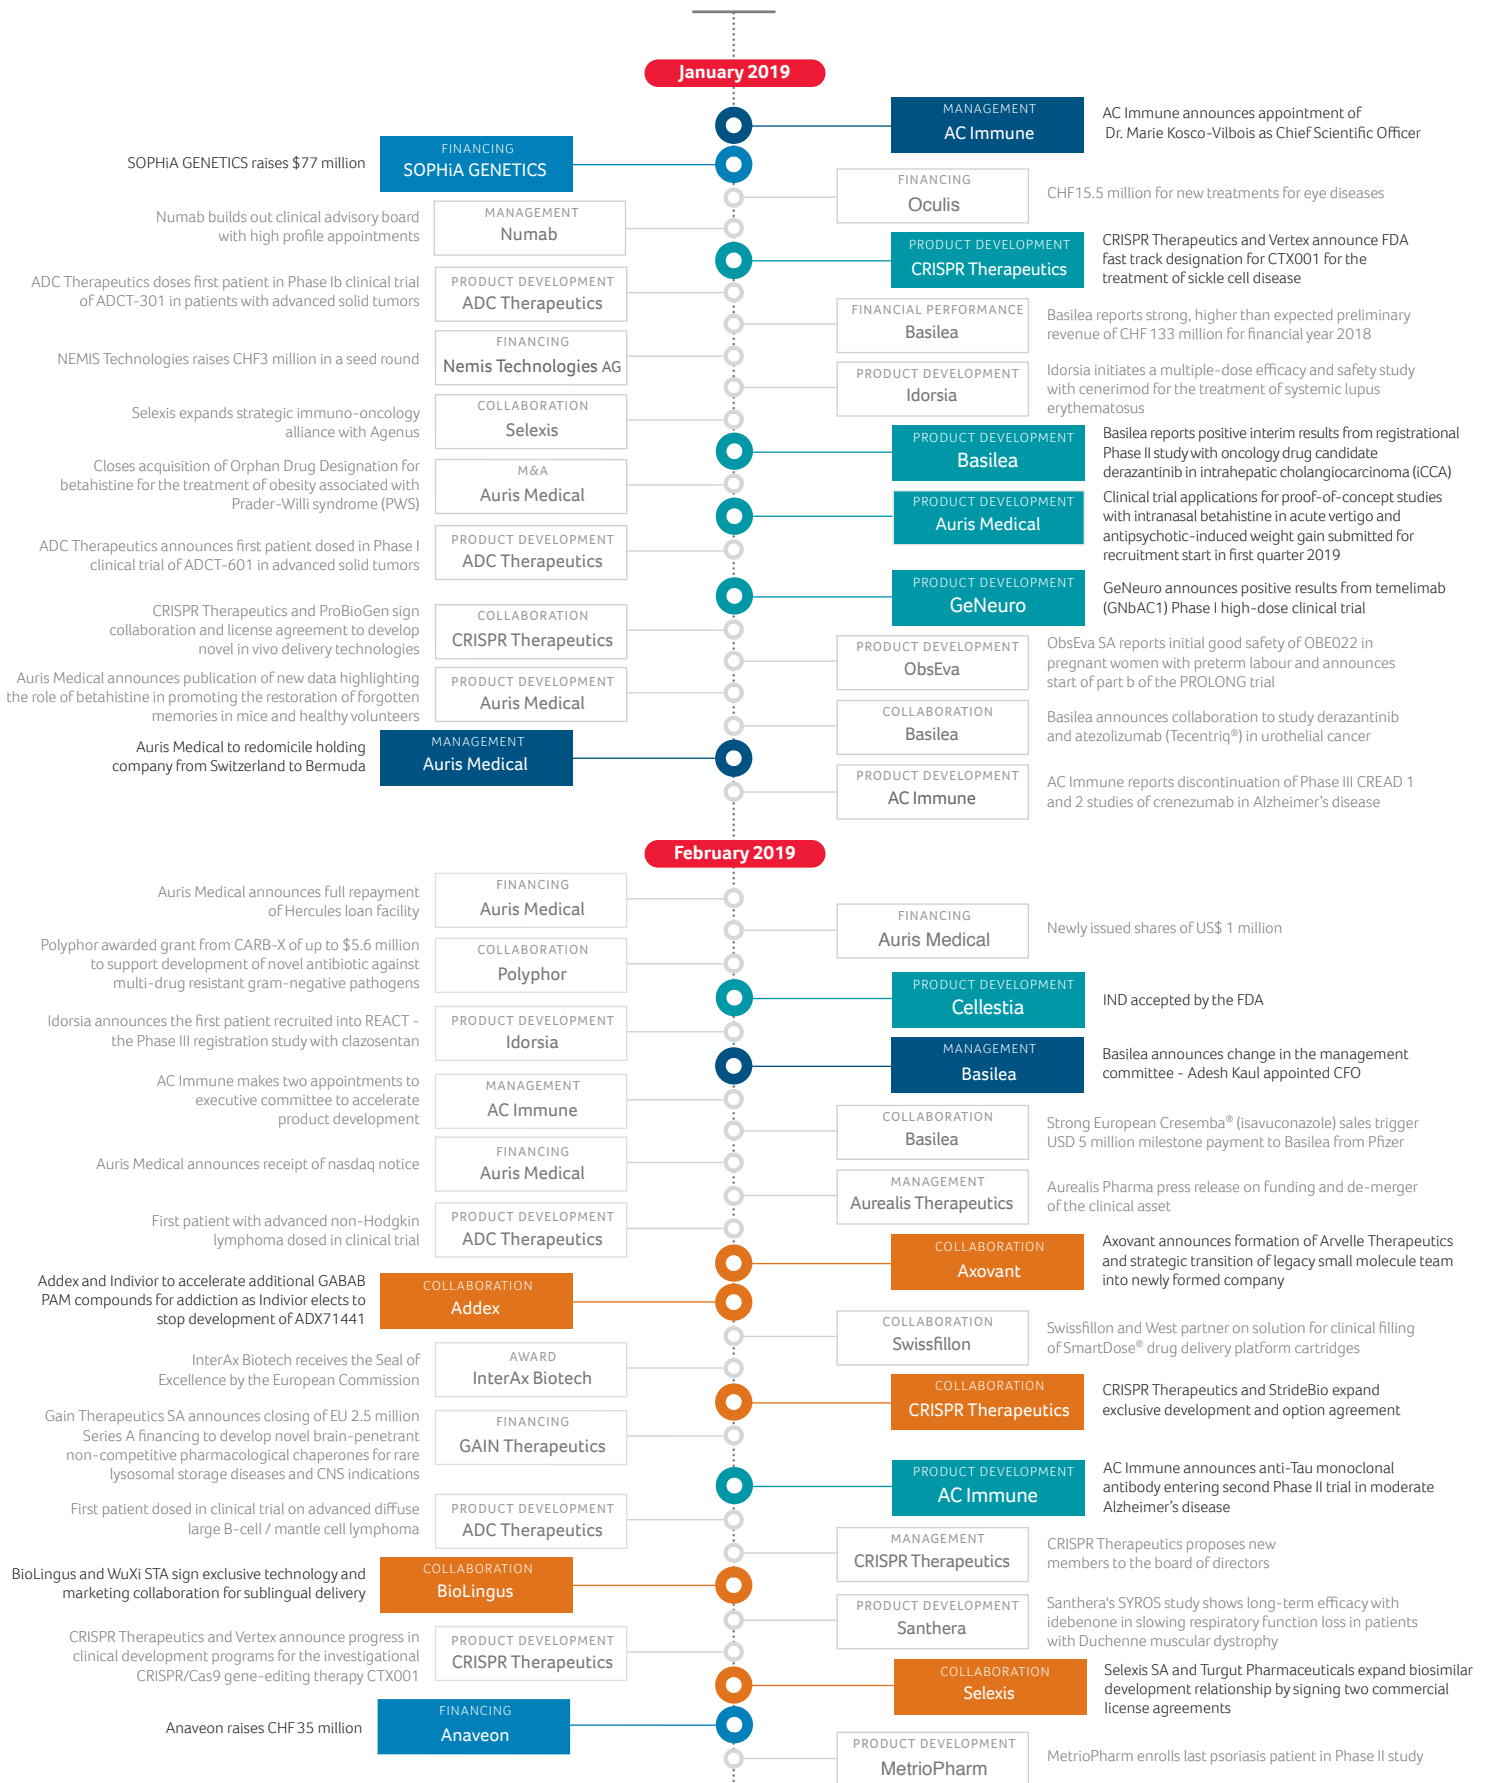 January 2019
MANAGEMENT
AC Immune
AC Immune announces appointment of
Dr. Marie Kosco-Vilbois as Chief Scientific Officer
SOPHiA GENETICS raises $77 million
FINANCING
SOPHiA GENETICS
FINANCING
Oculis
CHF15.5 million for new treatments for eye diseases
Numab builds out clinical advisory board
with high profile appointments
MANAGEMENT
Numab
PRODUCT DEVELOPMENT
CRISPR Therapeutics
CRISPR Therapeutics and Vertex announce FDA
fast track designation for CTX001 for the
treatment of sickle cell disease
ADC Therapeutics doses first patient in Phase Ib clinical trial
of ADCT-301 in patients with advanced solid tumors
PRODUCT DEVELOPMENT
ADC Therapeutics
FINANCIAL PERFORMANCE
Basilea
Basilea reports strong, higher than expected preliminary
revenue of CHF 133 million for financial year 2018
NEMIS Technologies raises CHF3 million in a seed round
FINANCING
Nemis Technologies AG
PRODUCT DEVELOPMENT
Idorsia
Idorsia initiates a multiple-dose efficacy and safety study
with cenerimod for the treatment of systemic lupus
erythematosus
Selexis expands strategic immuno-oncology
alliance with Agenus
COLLABORATION
Selexis
PRODUCT DEVELOPMENT
Basilea
Basilea reports positive interim results from registrational
Phase II study with oncology drug candidate
derazantinib in intrahepatic cholangiocarcinoma (iCCA)
Closes acquisition of Orphan Drug Designation for
betahistine for the treatment of obesity associated with
Prader-Willi syndrome (PWS)
M&A
Auris Medical
PRODUCT DEVELOPMENT
Auris Medical
Clinical trial applications for proof-of-concept studies
with intranasal betahistine in acute vertigo and
antipsychotic-induced weight gain submitted for
recruitment start in first quarter 2019
ADC Therapeutics announces first patient dosed in Phase I
clinical trial of ADCT-601 in advanced solid tumors
PRODUCT DEVELOPMENT
ADC Therapeutics
PRODUCT DEVELOPMENT
GeNeuro
GeNeuro announces positive results from temelimab
(GNbAC1) Phase I high-dose clinical trial
CRISPR Therapeutics and ProBioGen sign
collaboration and license agreement to develop
novel in vivo delivery technologies
COLLABORATION
CRISPR Therapeutics
PRODUCT DEVELOPMENT
ObsEva
ObsEva SA reports initial good safety of OBE022 in
pregnant women with preterm labour and announces
start of part b of the PROLONG trial
Auris Medical announces publication of new data highlighting
the role of betahistine in promoting the restoration of forgotten
memories in mice and healthy volunteers
PRODUCT DEVELOPMENT
Auris Medical
COLLABORATION
Basilea
Basilea announces collaboration to study derazantinib
and atezolizumab (Tecentriq®) in urothelial cancer
Auris Medical to redomicile holding
company from Switzerland to Bermuda
MANAGEMENT
Auris Medical
PRODUCT DEVELOPMENT
AC Immune
AC Immune reports discontinuation of Phase III CREAD 1
and 2 studies of crenezumab in Alzheimer's disease
February 2019
Auris Medical announces full repayment
of Hercules loan facility
FINANCING
Auris Medical
FINANCING
Auris Medical
Newly issued shares of US$ 1 million
Polyphor awarded grant from CARB-X of up to $5.6 million
to support development of novel antibiotic against
multi-drug resistant gram-negative pathogens
COLLABORATION
Polyphor
PRODUCT DEVELOPMENT
Cellestia
IND accepted by the FDA
Idorsia announces the first patient recruited into REACT -
the Phase III registration study with clazosentan
PRODUCT DEVELOPMENT
Idorsia
MANAGEMENT
Basilea
Basilea announces change in the management
committee - Adesh Kaul appointed CFO
AC Immune makes two appointments to
executive committee to accelerate
product development
MANAGEMENT
AC Immune
COLLABORATION
Basilea
Strong European Cresemba® (isavuconazole) sales trigger
USD 5 million milestone payment to Basilea from Pfizer
Auris Medical announces receipt of nasdaq notice
FINANCING
Auris Medical
MANAGEMENT
Aurealis Therapeutics
Aurealis Pharma press release on funding and de-merger
of the clinical asset
First patient with advanced non-Hodgkin
lymphoma dosed in clinical trial
PRODUCT DEVELOPMENT
ADC Therapeutics
COLLABORATION
Axovant
Axovant announces formation of Arvelle Therapeutics
and strategic transition of legacy small molecule team
into newly formed company
Addex and Indivior to accelerate additional GABAB
PAM compounds for addiction as Indivior elects to
stop development of ADX71441
COLLABORATION
Addex
COLLABORATION
Swissfillon
Swissfillon and West partner on solution for clinical filling
of SmartDose® drug delivery platform cartridges
InterAx Biotech receives the Seal of
Excellence by the European Commission
AWARD
InterAx Biotech
COLLABORATION
CRISPR Therapeutics
CRISPR Therapeutics and StrideBio expand
exclusive development and option agreement
Gain Therapeutics SA announces closing of EU 2.5 million
Series A financing to develop novel brain-penetrant
non-competitive pharmacological chaperones for rare
lysosomal storage diseases and CNS indications
FINANCING
GAIN Therapeutics
PRODUCT DEVELOPMENT
AC Immune
AC Immune announces anti-Tau monoclonal
antibody entering second Phase II trial in moderate
Alzheimer's disease
First patient dosed in clinical trial on advanced diffuse
large B-cell / mantle cell lymphoma
PRODUCT DEVELOPMENT
ADC Therapeutics
MANAGEMENT
CRISPR Therapeutics
CRISPR Therapeutics proposes new
members to the board of directors
BioLingus and WuXi STA sign exclusive technology and
marketing collaboration for sublingual delivery
COLLABORATION
BioLingus
PRODUCT DEVELOPMENT
Santhera
Santhera's SYROS study shows long-term efficacy with
idebenone in slowing respiratory function loss in patients
with Duchenne muscular dystrophy
CRISPR Therapeutics and Vertex announce progress in
clinical development programs for the investigational
CRISPR/Cas9 gene-editing therapy CTX001
PRODUCT DEVELOPMENT
CRISPR Therapeutics
COLLABORATION
Selexis
Selexis SA and Turgut Pharmaceuticals expand biosimilar
development relationship by signing two commercial
license agreements
Anaveon raises CHF 35 million
FINANCING
Anaveon
PRODUCT DEVELOPMENT
MetrioPharm
MetrioPharm enrolls last psoriasis patient in Phase II study